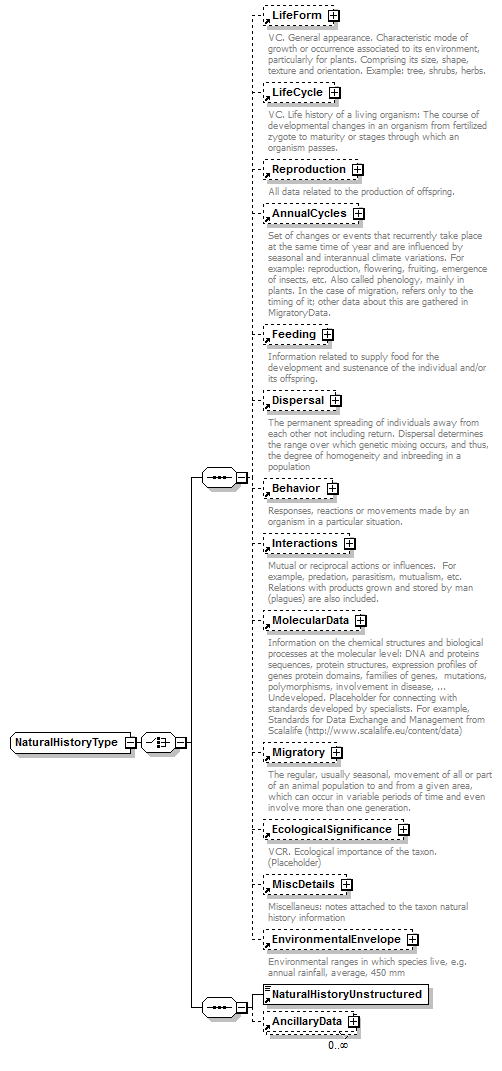 LifeForm
VC. General appearance. Characteristic mode of
growth or occurrence associated to its environment,
particularly for plants. Comprising its size, shape,
texture and orientation. Example: tree, shrubs, herbs.
LifeCycle
VC. Life history of a living organism: The course of
developmental changes in an organism from fertilized
zygote to maturity or stages through which an
organism passes.
Reproduction
All data related to the production of offspring.
AnnualCycles
Set of changes or events that recurrently take place
at the same time of year and are influenced by
seasonal and interannual climate variations. For
example: reproduction, flowering, fruiting, emergence
of insects, etc. Also called phenology, mainly in
plants. In the case of migration, refers only to the
timing of it; other data about this are gathered in
MigratoryData.
Feeding
Information related to supply food for the
development and sustenance of the individual and/or
its offspring.
Dispersal
The permanent spreading of individuals away from
each other not including return. Dispersal determines
the range over which genetic mixing occurs, and thus,
the degree of homogeneity and inbreeding in a
population
Behavior
Responses, reactions or movements made by an
organism in a particular situation.
Interactions
Mutual or reciprocal actions or influences.  For
example, predation, parasitism, mutualism, etc.
Relations with products grown and stored by man
(plagues) are also included.
MolecularData
Information on the chemical structures and biological
processes at the molecular level: DNA and proteins
sequences, protein structures, expression profiles of
genes protein domains, families of genes,  mutations,
polymorphisms, involvement in disease, ...
Undeveloped. Placeholder for connecting with
standards developed by specialists. For example,
Standards for Data Exchange and Management from
Scalalife (http://www.scalalife.eu/content/data)
NaturalHistoryType
Migratory
The regular, usually seasonal, movement of all or part
of an animal population to and from a given area,
which can occur in variable periods of time and even
involve more than one generation.
EcologicalSignificance
VCR. Ecological importance of the taxon.
(Placeholder)
MiscDetails
Miscellaneus: notes attached to the taxon natural
history information
EnvironmentalEnvelope
Environmental ranges in which species live, e.g.
annual rainfall, average, 450 mm
NaturalHistoryUnstructured
AncillaryData
0..∞